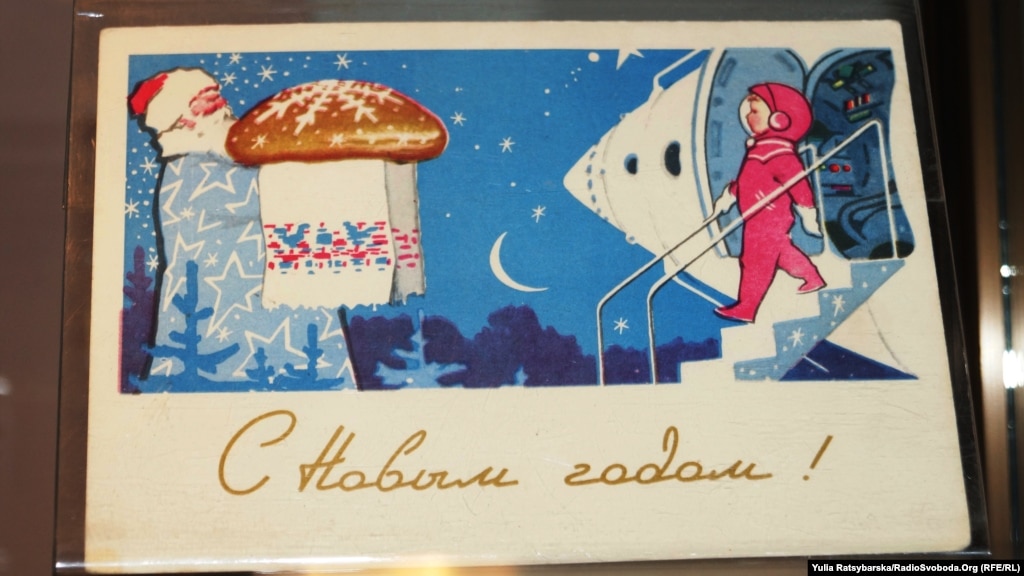 С Новым годом!
Yulia Ratsybarska/RadioSvoboda.Org (RFE/RL)